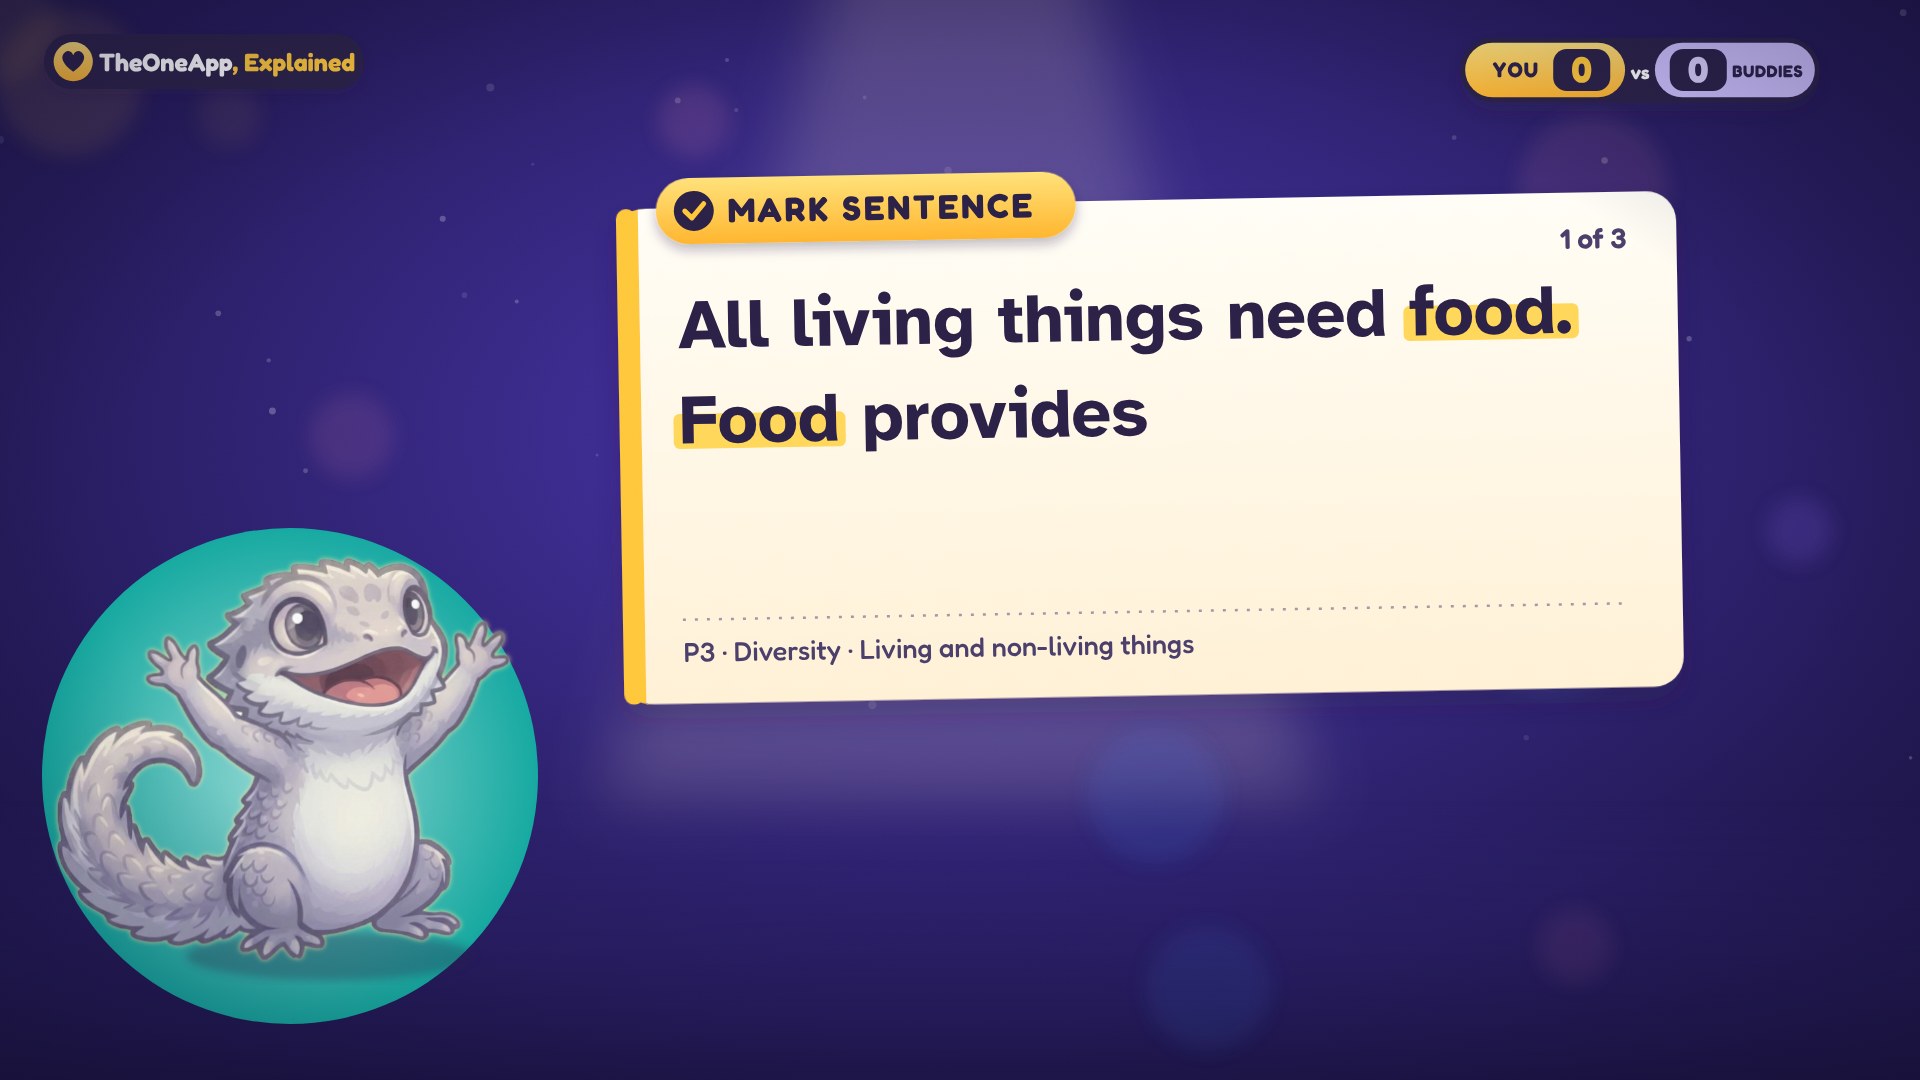 TheOneApp, Explained
YOU 0 vs 0 BUDDIES
MARK SENTENCE
1 of 3
All living things need food.
Food provides
P3 · Diversity · Living and non-living things